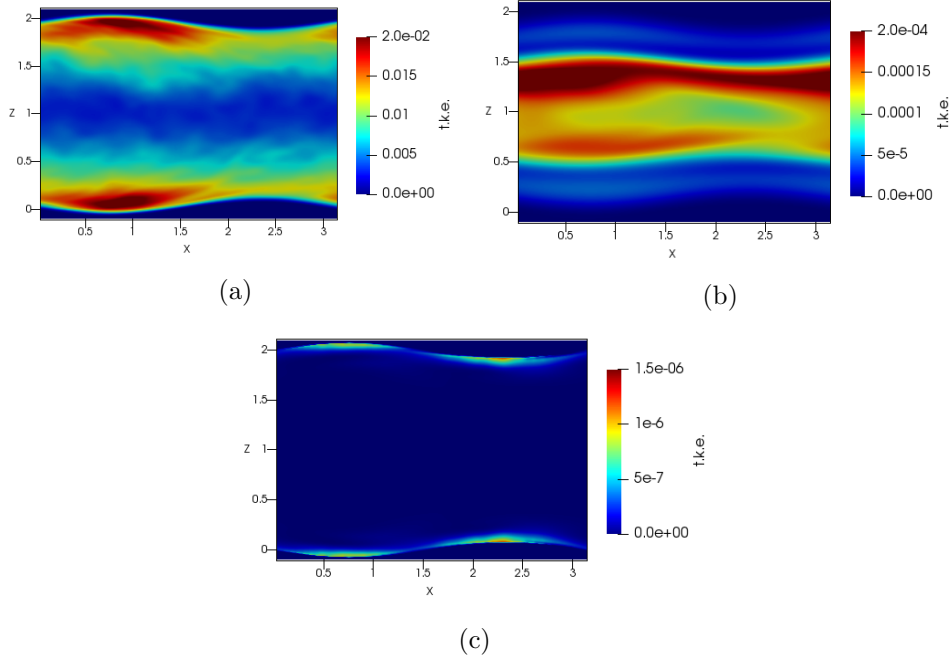 2
1.5
Z 1
0.5
0
0.5 1 1.5 2 2.5 3
X
2.0e-02
0.015
0.01
0.005
0.0e+00
t.k.e.
(a)
2
1.5
Z 1
0.5
0
0.5 1 1.5 2 2.5 3
X
2.0e-04
0.00015
0.0001
5e-5
0.0e+00
t.k.e.
(b)
2
1.5
Z 1
0.5
0
0.5 1 1.5 2 2.5 3
X
1.5e-06
1e-6
5e-7
0.0e+00
t.k.e.
(c)